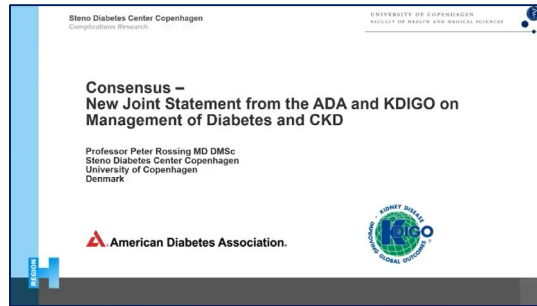 Steno Diabetes Center Copenhagen
Complications Research
UNIVERSITY OF COPENHAGEN
FACULTY OF HEALTH AND MEDICAL SCIENCES
Consensus –
New Joint Statement from the ADA and KDIGO on
Management of Diabetes and CKD
Professor Peter Rossing MD DMSc
Steno Diabetes Center Copenhagen
University of Copenhagen
Denmark
American Diabetes Association.
KIDNEY DISEASE
KDIGO
IMPROVING GLOBAL OUTCOMES
REGION
H